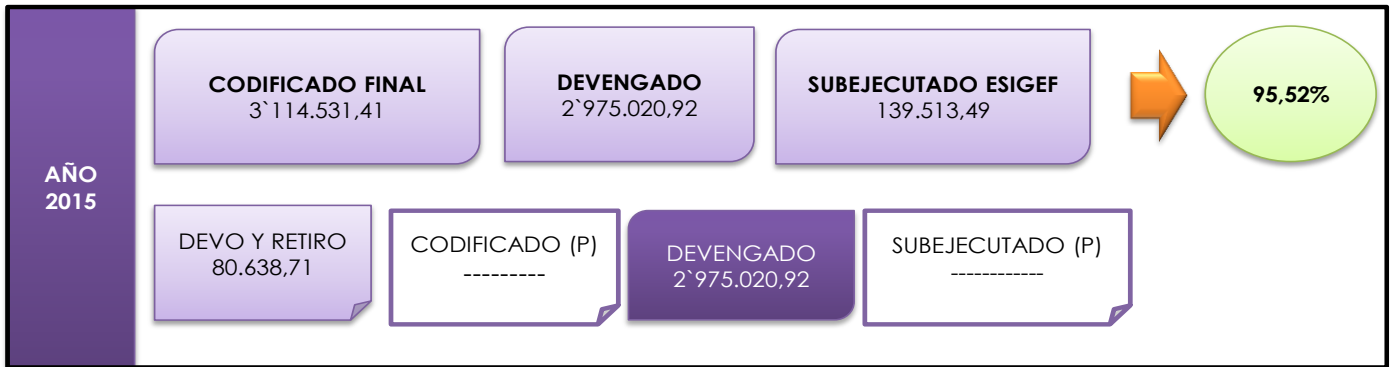 AÑO
2015
CODIFICADO FINAL
3`114.531,41
DEVENGADO
2`975.020,92
SUBEJECUTADO ESIGEF
139.513,49
95,52%
DEVO Y RETIRO
80.638,71
CODIFICADO (P)
---------
DEVENGADO
2`975.020,92
SUBEJECUTADO (P)
------------